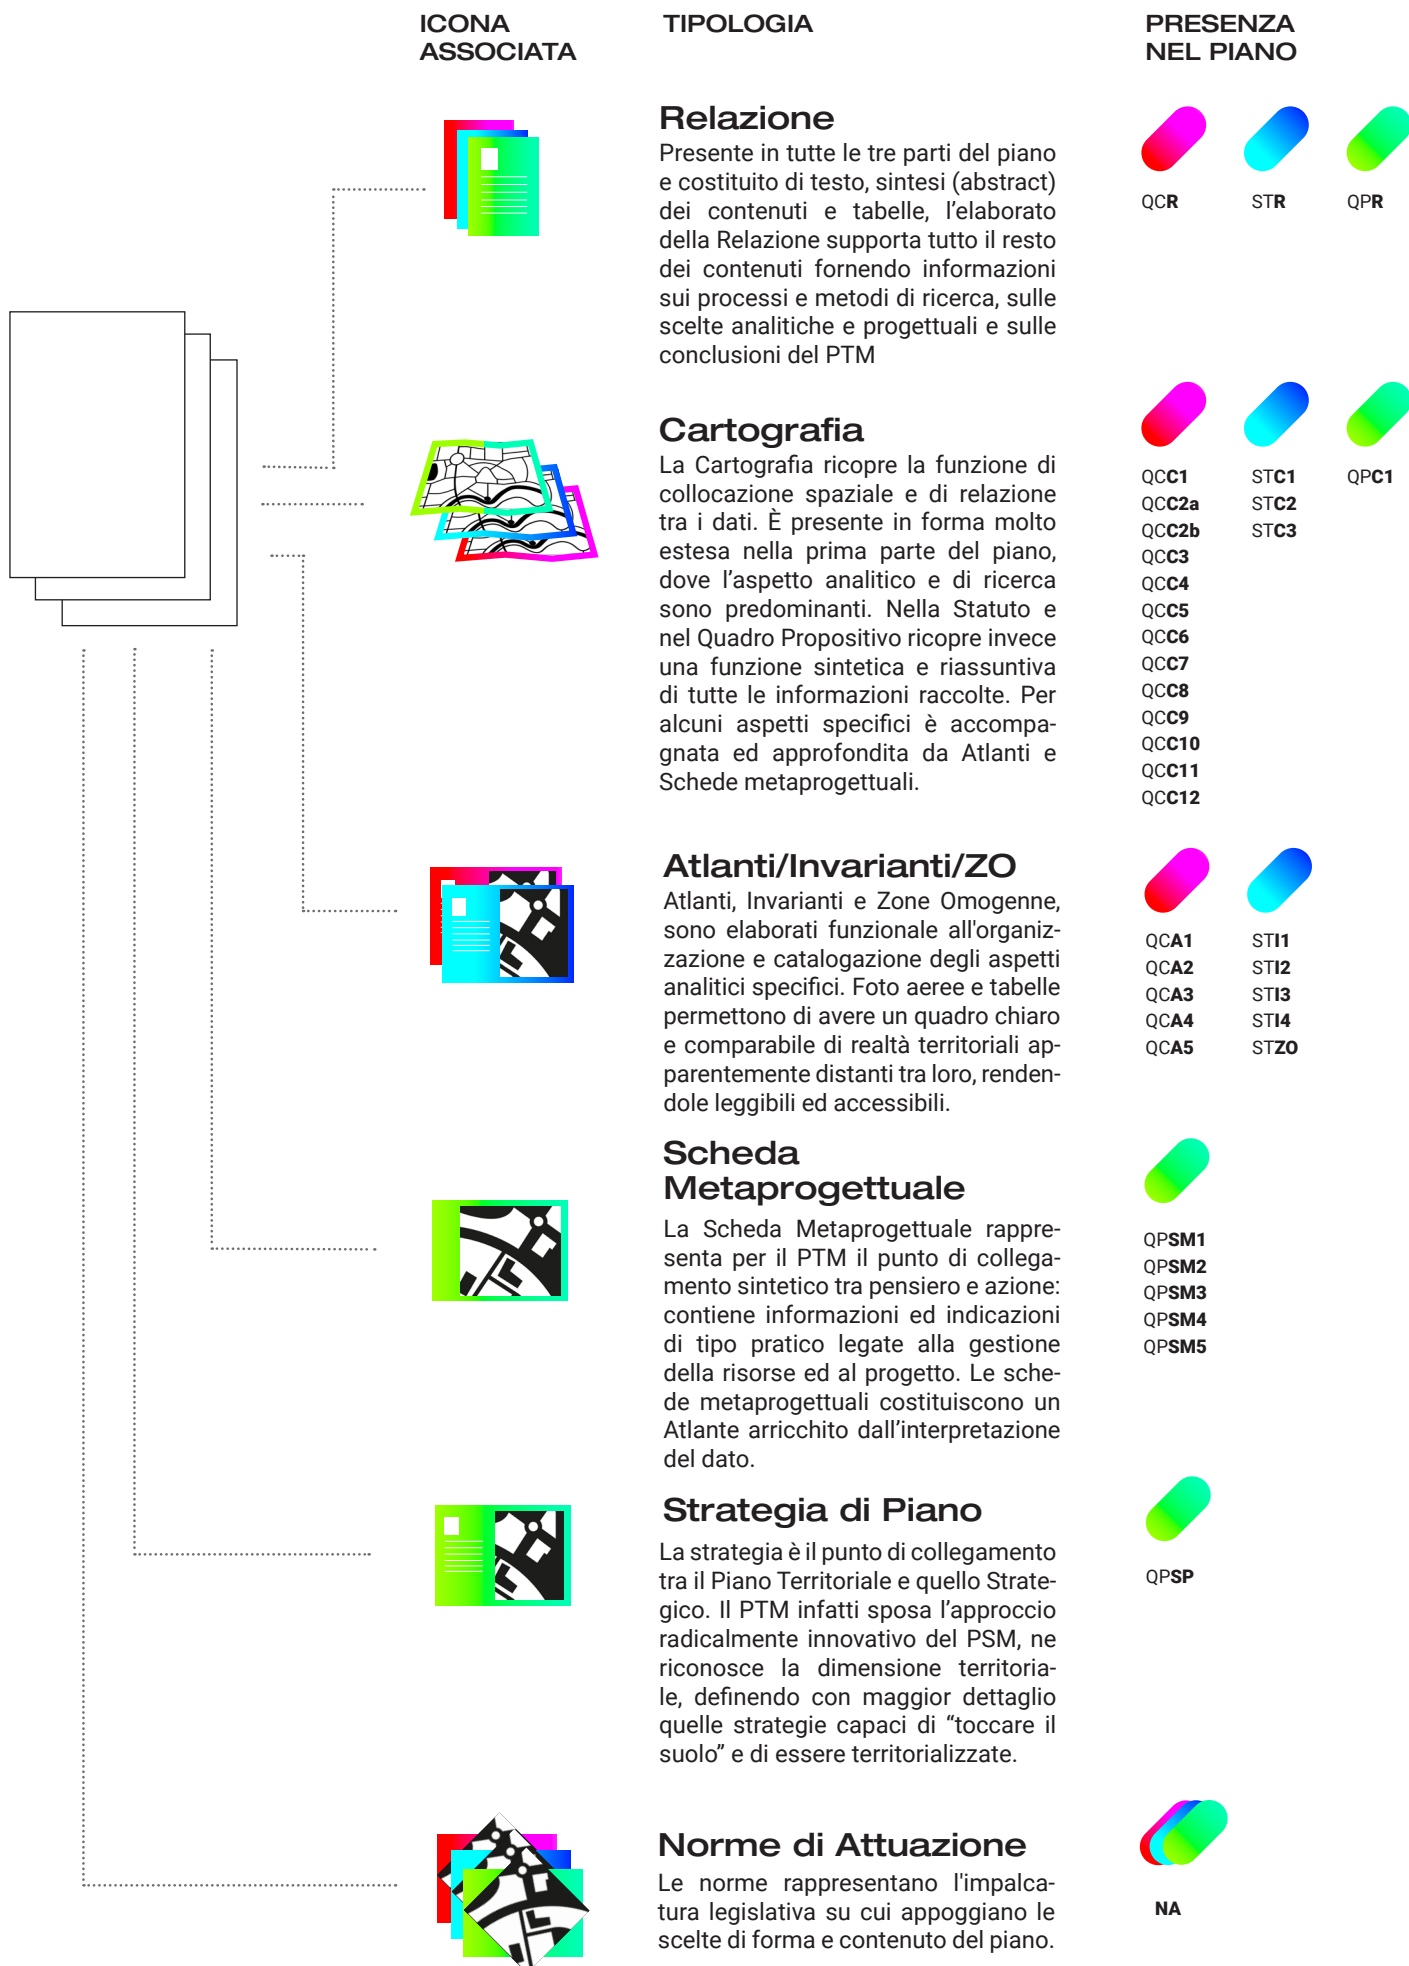 ICONA
ASSOCIATA
TIPOLOGIA
PRESENZA
NEL PIANO
Relazione
Presente in tutte le tre parti del piano
e costituito di testo, sintesi (abstract)
dei contenuti e tabelle, l’elaborato
della Relazione supporta tutto il resto
dei contenuti fornendo informazioni
sui processi e metodi di ricerca, sulle
scelte analitiche e progettuali e sulle
conclusioni del PTM
QCR STR QPR
Cartografia
La Cartografia ricopre la funzione di
collocazione spaziale e di relazione
tra i dati. È presente in forma molto
estesa nella prima parte del piano,
dove l’aspetto analitico e di ricerca
sono predominanti. Nella Statuto e
nel Quadro Propositivo ricopre invece
una funzione sintetica e riassuntiva
di tutte le informazioni raccolte. Per
alcuni aspetti specifici è accompa-
gnata ed approfondita da Atlanti e
Schede metaprogettuali.
QCC1 STC1 QPC1
QCC2a STC2
QCC2b STC3
QCC3
QCC4
QCC5
QCC6
QCC7
QCC8
QCC9
QCC10
QCC11
QCC12
Atlanti/Invarianti/ZO
Atlanti, Invarianti e Zone Omogenne,
sono elaborati funzionale all'organiz-
zazione e catalogazione degli aspetti
analitici specifici. Foto aeree e tabelle
permettono di avere un quadro chiaro
e comparabile di realtà territoriali ap-
parentemente distanti tra loro, renden-
dole leggibili ed accessibili.
QCA1 STI1
QCA2 STI2
QCA3 STI3
QCA4 STI4
QCA5 STZO
Scheda
Metaprogettuale
La Scheda Metaprogettuale rappre-
senta per il PTM il punto di collega-
mento sintetico tra pensiero e azione:
contiene informazioni ed indicazioni
di tipo pratico legate alla gestione
della risorse ed al progetto. Le sche-
de metaprogettuali costituiscono un
Atlante arricchito dall’interpretazione
del dato.
QPSM1
QPSM2
QPSM3
QPSM4
QPSM5
Strategia di Piano
La strategia è il punto di collegamento
tra il Piano Territoriale e quello Strate-
gico. Il PTM infatti sposa l’approccio
radicalmente innovativo del PSM, ne
riconosce la dimensione territoria-
le, definendo con maggior dettaglio
quelle strategie capaci di “toccare il
suolo” e di essere territorializzate.
QPSP
Norme di Attuazione
Le norme rappresentano l'impalca-
tura legislativa su cui appoggiano le
scelte di forma e contenuto del piano.
NA